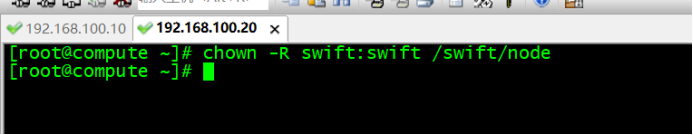 192.168.100.10
192.168.100.20
[root@compute ~]# chown -R swift:swift /swift/node
[root@compute ~]#